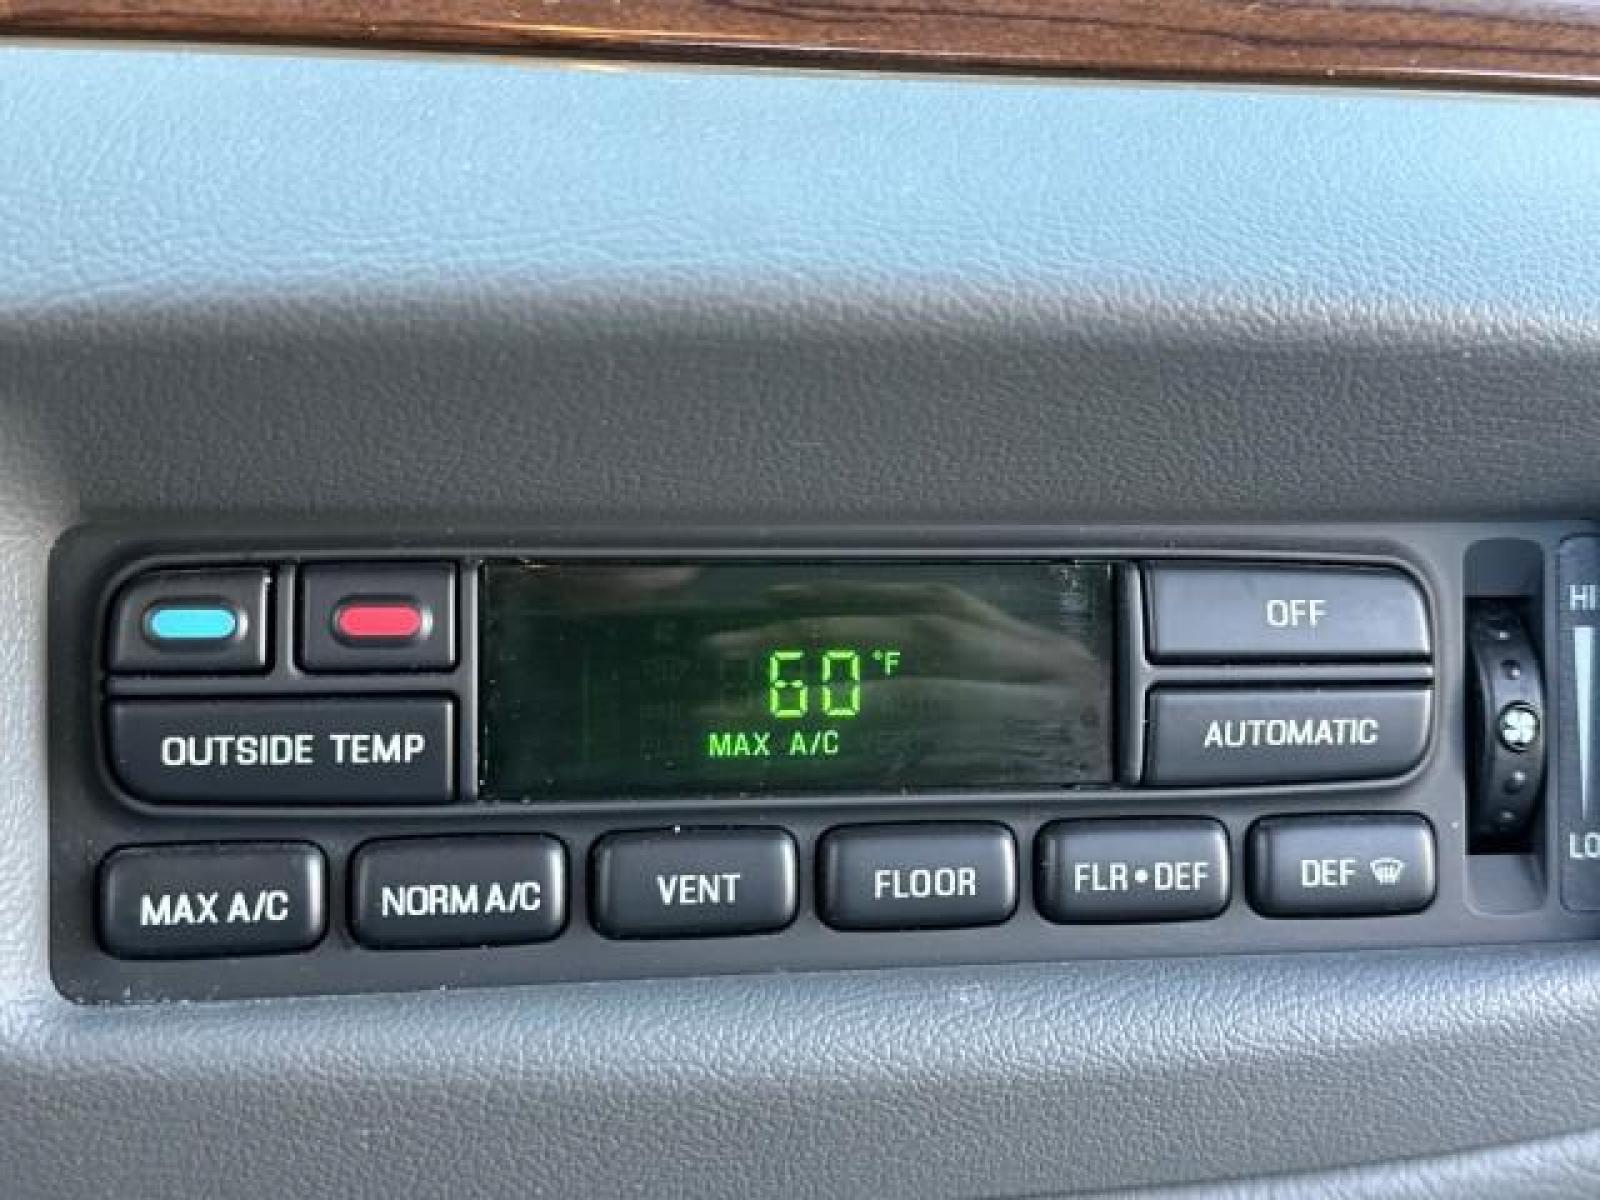 HI
OFF
60 °F
OUTSIDE TEMP
MAX A/C
AUTOMATIC
LO
MAX A/C
NORM A/C
VENT
FLOOR
FLR•DEF
DEF